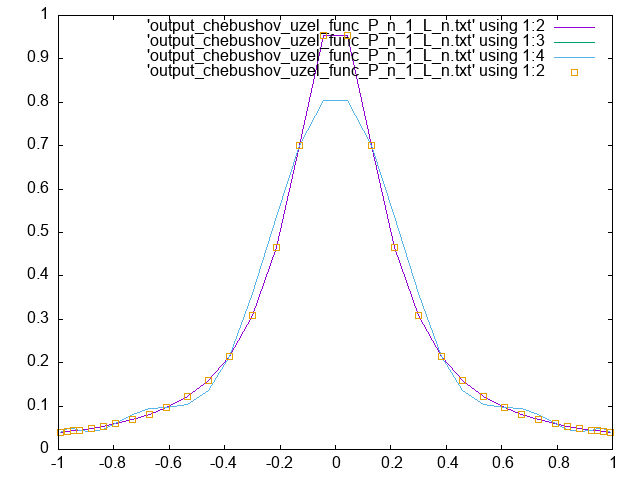 1
'output_chebushov_uzel_func_P_n_1_L_n.txt' using 1:2
'output_chebushov_uzel_func_P_n_1_L_n.txt' using 1:3
0.9
'output_chebushov_uzel_func_P_n_1_L_n.txt' using 1:4
'output_chebushov_uzel_func_P_n_1_L_n.txt' using 1:2
0.8
0.7
0.6
0.5
0.4
0.3
0.2
0.1
0
-1 -0.8 -0.6 -0.4 -0.2 0 0.2 0.4 0.6 0.8 1